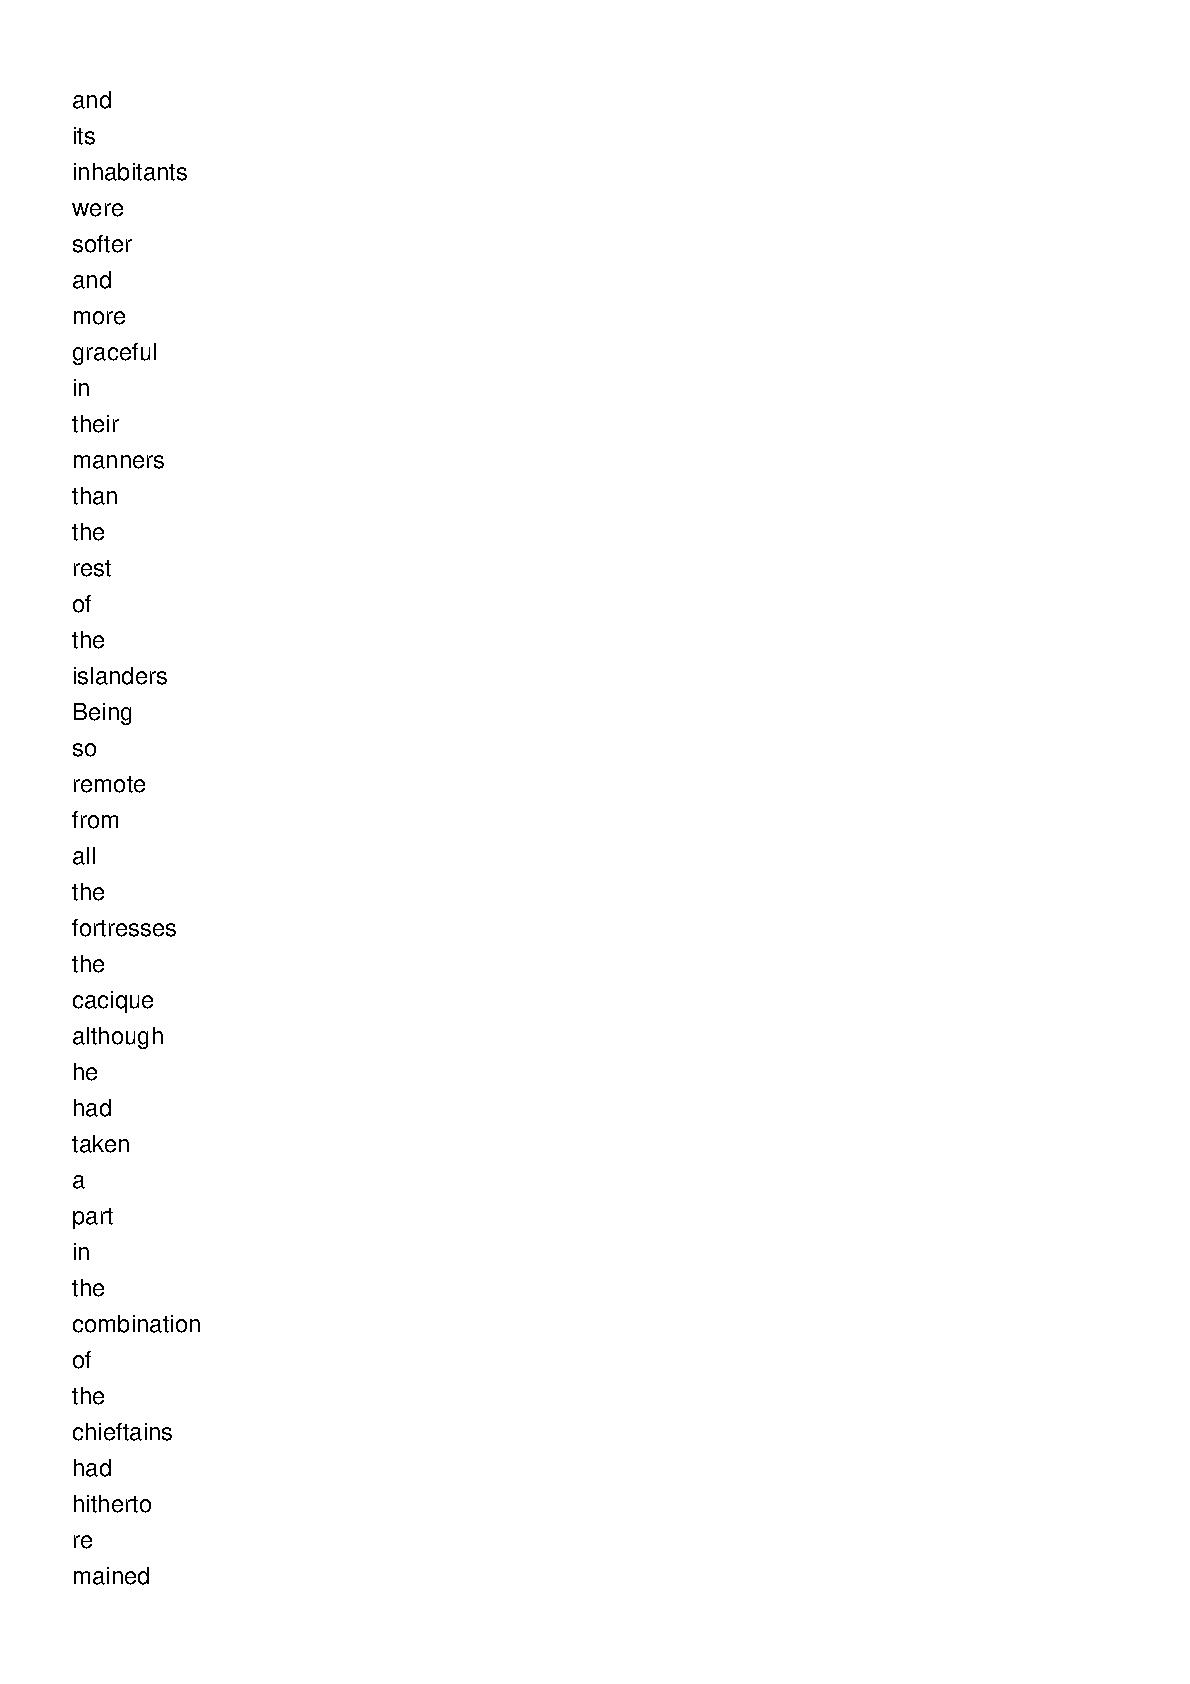 and
its
inhabitants
were
softer
and
more
graceful
in
their
manners
than
the
rest
of
the
islanders
Being
so
remote
from
all
the
fortresses
the
cacique
although
he
had
taken
a
part
in
the
combination
of
the
chieftains
had
hitherto
re
mained